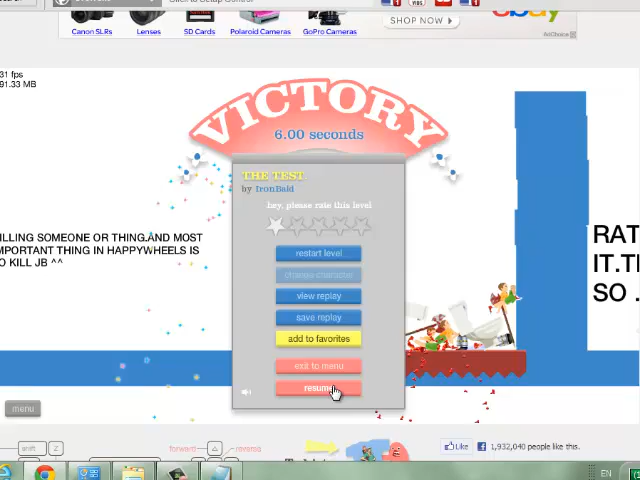 Canon SLRs
Lenses
SD Cards
Polaroid Cameras
GoPro Cameras
SHOP NOW
ebay
AdChoice
31 fps
91.33 MB
VICTORY
6.00 seconds
THE TEST
by IronBald
hey, please rate this level
restart level
choose character
view replay
save replay
add to favorites
exit to menu
resume
ILLING SOMEONE OR THING.AND MOST
MPORTANT THING IN HAPPYWHEELS IS
O KILL JB ^^
RAT
IT.TI
SO .
menu
shift
Z
forward
reverse
Like
1,932,040 people like this.
EN